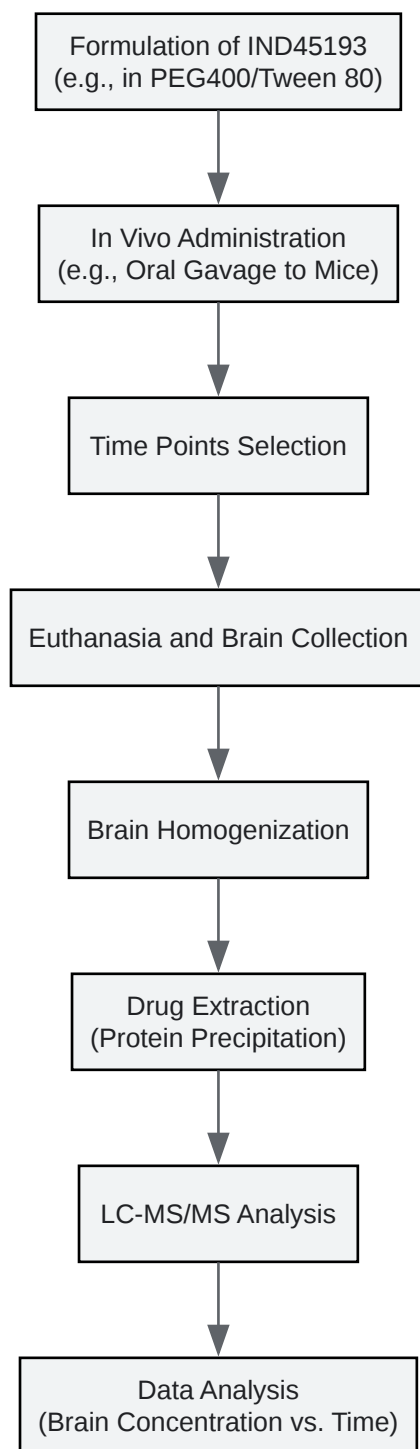 Formulation of IND45193
(e.g., in PEG400/Tween 80)
In Vivo Administration
(e.g., Oral Gavage to Mice)
Time Points Selection
Euthanasia and Brain Collection
Brain Homogenization
Drug Extraction
(Protein Precipitation)
LC-MS/MS Analysis
Data Analysis
(Brain Concentration vs. Time)